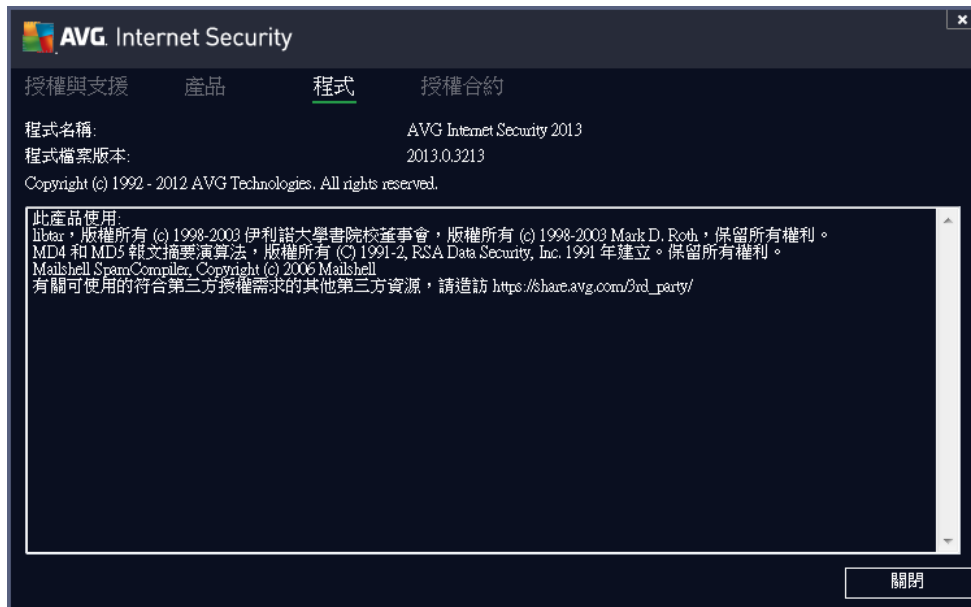 AVG. Internet Security
授權與支援 產品 程式 授權合約
程式名稱: AVG Internet Security 2013
程式檔案版本: 2013.0.3213
Copyright (c) 1992 - 2012 AVG Technologies. All rights reserved.
此產品使用:
libtar，版權所有 (c) 1998-2003 伊利諾大學書院校董事會，版權所有 (c) 1998-2003 Mark D. Roth，保留所有權利。
MD4 和 MD5 報文摘要演算法，版權所有 (C) 1991-2, RSA Data Security, Inc. 1991 年建立。保留所有權利。
Mailshell SpamCompiler, Copyright (c) 2006 Mailshell
有關可使用的符合第三方授權需求的其他第三方資源，請造訪 https://share.avg.com/3rd_party/
關閉